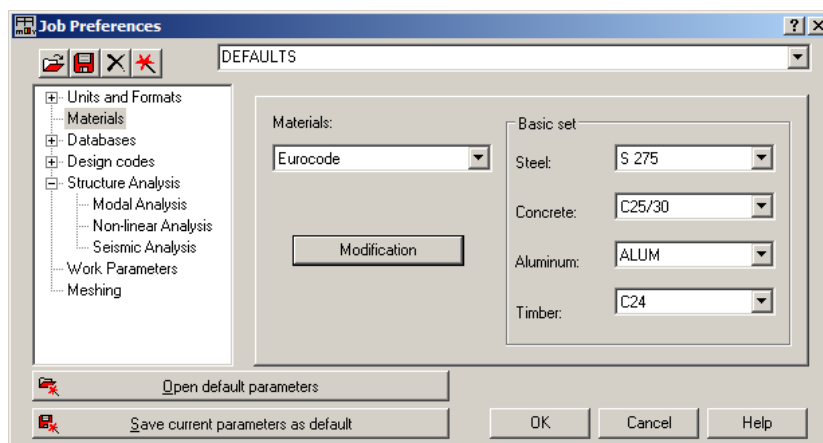 Job Preferences
DEFAULTS
Units and Formats
Materials
Databases
Design codes
Structure Analysis
Modal Analysis
Non-linear Analysis
Seismic Analysis
Work Parameters
Meshing
Materials:
Eurocode
Modification
Basic set
Steel:
S 275
Concrete:
C25/30
Aluminum:
ALUM
Timber:
C24
Open default parameters
Save current parameters as default
OK
Cancel
Help